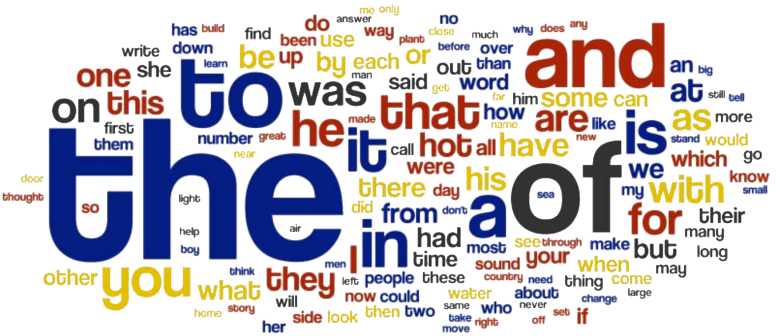 me only
has build do answer no why does any
write down find been use way plant close before much over
she learn be up by each or out than and an big
one to man said get word at still tell
on this was far him some can
first made that how are like as more
them number great he name new is stand would
near it call hot all have which go
door the were we know
thought so light there day his a of sea my with small
help air did from don't for their
boy I in had most see through make but many
men time sound your long
other you think they people these country need when may
what left thing come
home story will now could water about change large
her side look then two same who never set if
take right off
move